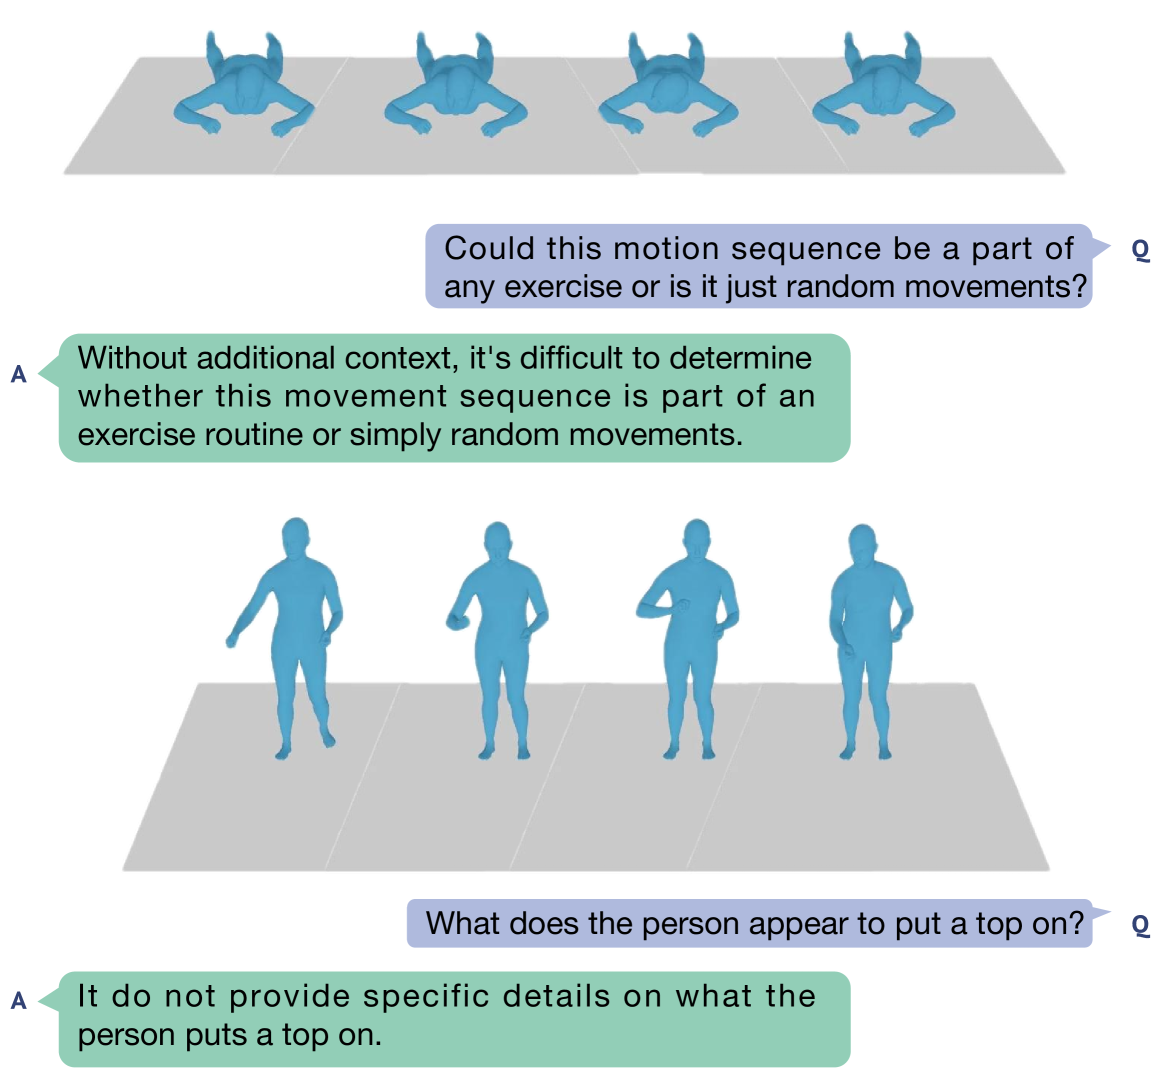 Could this motion sequence be a part of
any exercise or is it just random movements?
Q
A
Without additional context, it's difficult to determine
whether this movement sequence is part of an
exercise routine or simply random movements.
What does the person appear to put a top on?
Q
A
It do not provide specific details on what the
person puts a top on.